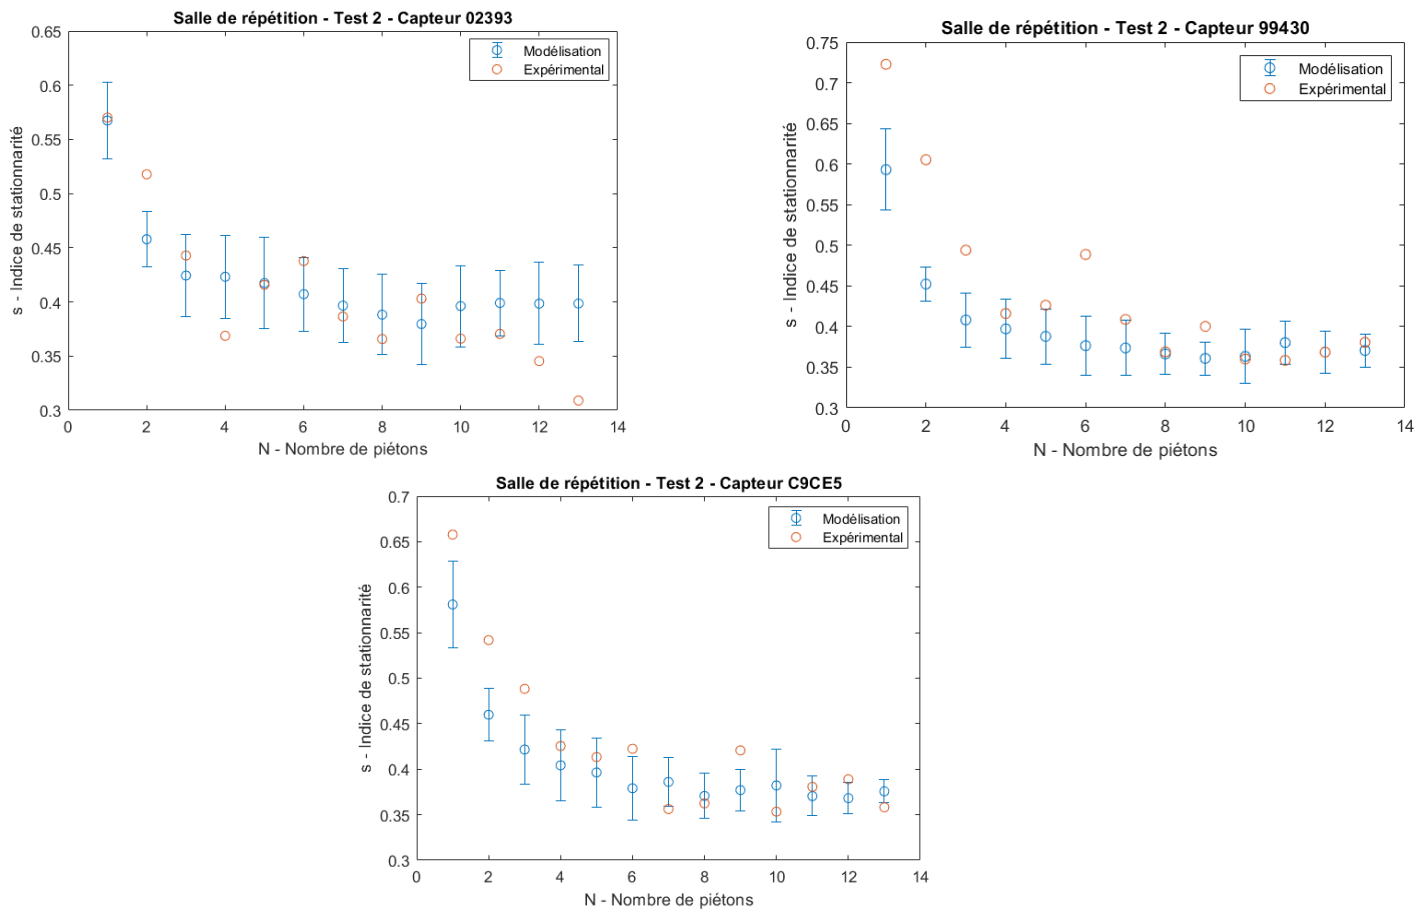 Salle de répétition - Test 2 - Capteur 02393
0.65
0.6
0.55
0.5
0.45
0.4
0.35
0.3
s - Indice de stationnarité
Modélisation
Expérimental
0 2 4 6 8 10 12 14
N - Nombre de piétons
Salle de répétition - Test 2 - Capteur 99430
0.75
0.7
0.65
0.6
0.55
0.5
0.45
0.4
0.35
0.3
s - Indice de stationnarité
Modélisation
Expérimental
0 2 4 6 8 10 12 14
N - Nombre de piétons
Salle de répétition - Test 2 - Capteur C9CE5
0.7
0.65
0.6
0.55
0.5
0.45
0.4
0.35
0.3
s - Indice de stationnarité
Modélisation
Expérimental
0 2 4 6 8 10 12 14
N - Nombre de piétons